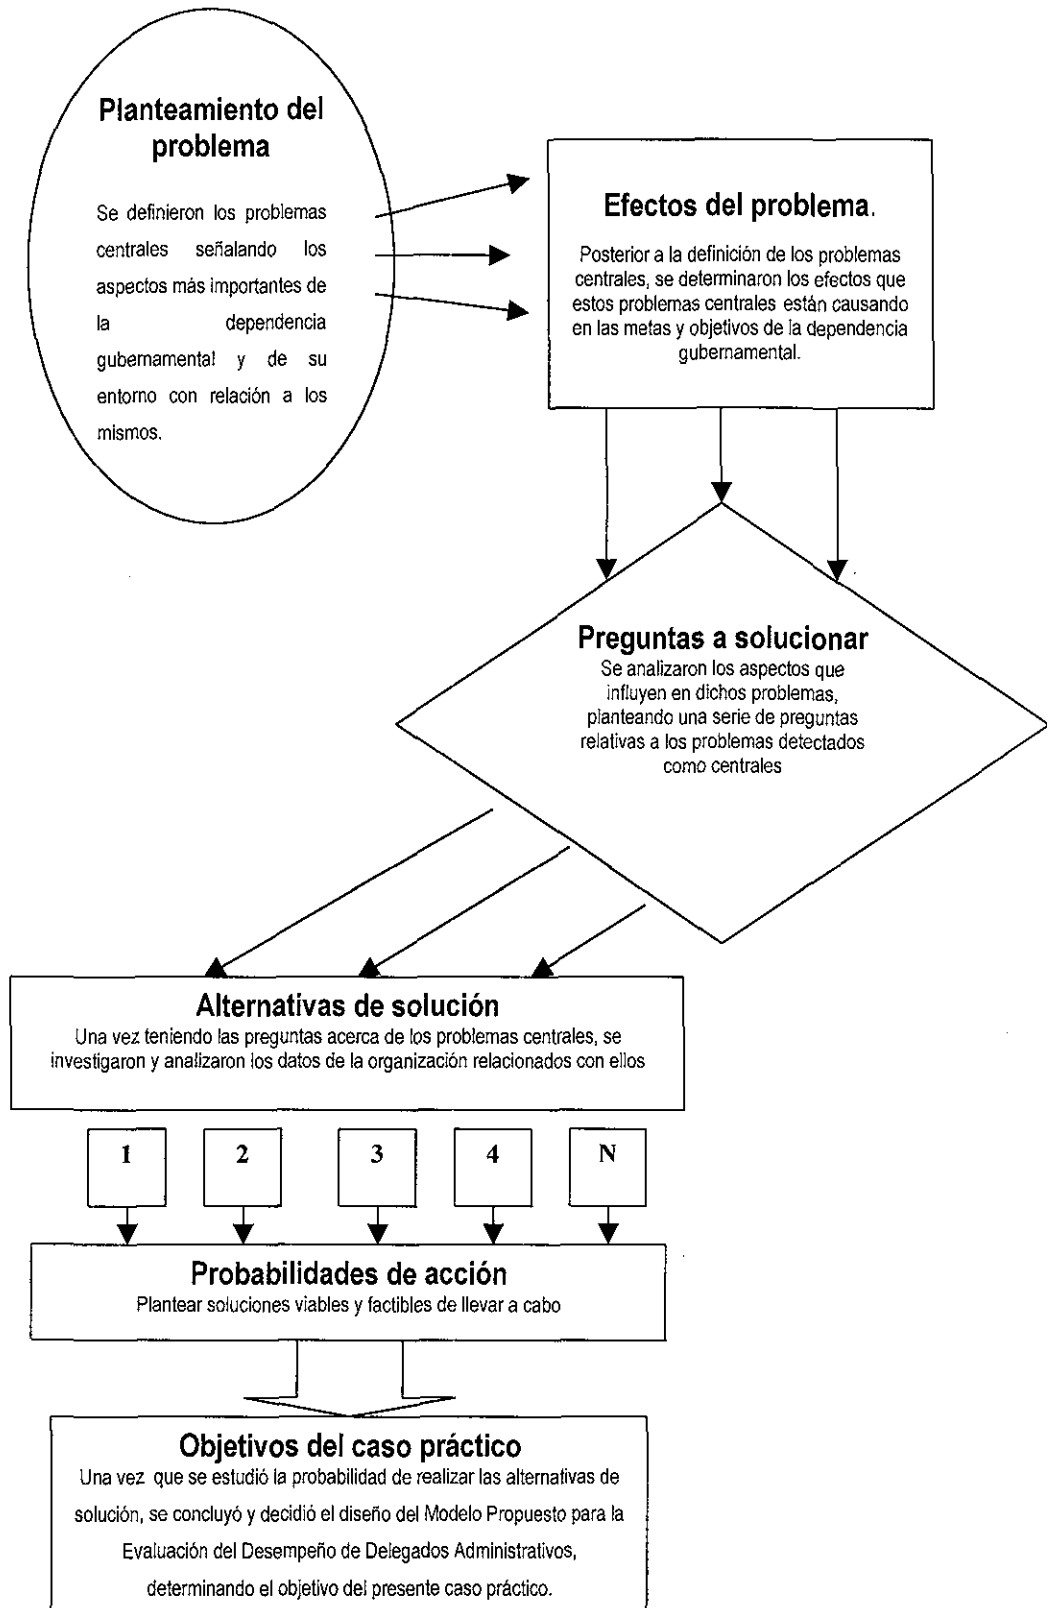 Planteamiento del
problema
Se definieron los problemas
centrales señalando los
aspectos más importantes de
la dependencia
gubernamental y de su
entorno con relación a los
mismos.
Efectos del problema.
Posterior a la definición de los problemas
centrales, se determinaron los efectos que
estos problemas centrales están causando
en las metas y objetivos de la dependencia
gubernamental.
Preguntas a solucionar
Se analizaron los aspectos que
influyen en dichos problemas,
planteando una serie de preguntas
relativas a los problemas detectados
como centrales
Alternativas de solución
Una vez teniendo las preguntas acerca de los problemas centrales, se
investigaron y analizaron los datos de la organización relacionados con ellos
1 2 3 4 N
Probabilidades de acción
Plantear soluciones viables y factibles de llevar a cabo
Objetivos del caso práctico
Una vez que se estudió la probabilidad de realizar las alternativas de
solución, se concluyó y decidió el diseño del Modelo Propuesto para la
Evaluación del Desempeño de Delegados Administrativos,
determinando el objetivo del presente caso práctico.